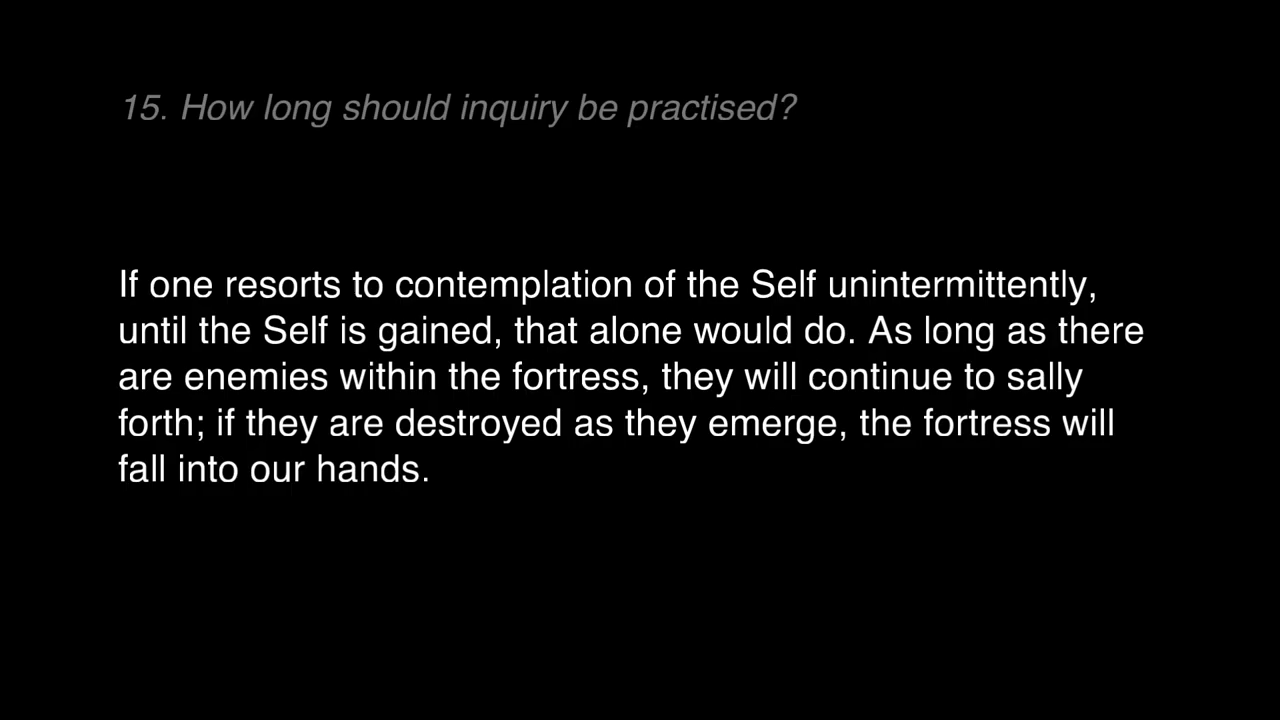 15. How long should inquiry be practised?
If one resorts to contemplation of the Self unintermittently,
until the Self is gained, that alone would do. As long as there
are enemies within the fortress, they will continue to sally
forth; if they are destroyed as they emerge, the fortress will
fall into our hands.